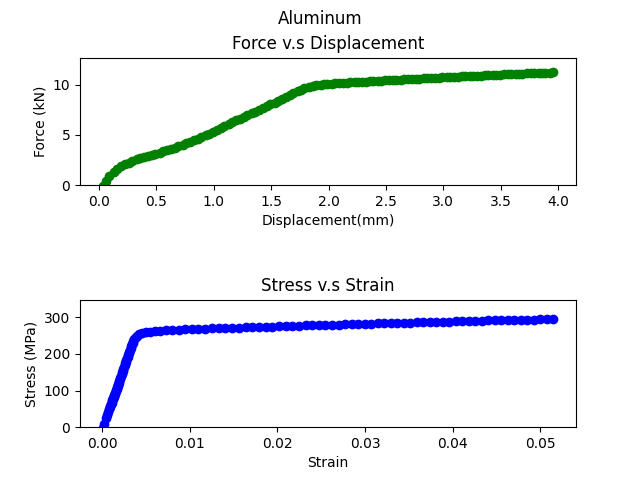 Aluminum
Force v.s Displacement
Force (kN)
10
5
0
0.0 0.5 1.0 1.5 2.0 2.5 3.0 3.5 4.0
Displacement(mm)
Stress v.s Strain
Stress (MPa)
300
200
100
0
0.00 0.01 0.02 0.03 0.04 0.05
Strain